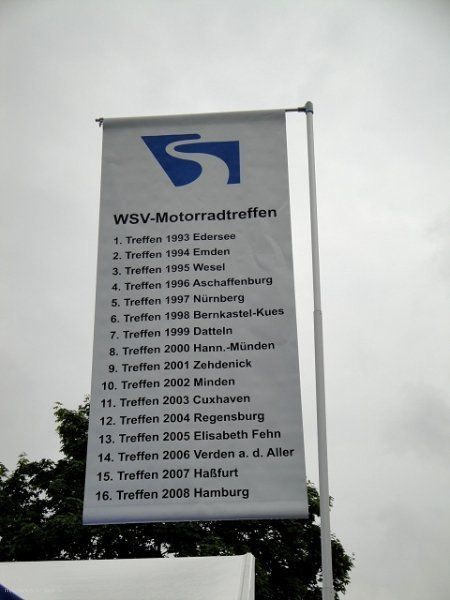 WSV-Motorradtreffen
1. Treffen 1993 Edersee
2. Treffen 1994 Emden
3. Treffen 1995 Wesel
4. Treffen 1996 Aschaffenburg
5. Treffen 1997 Nürnberg
6. Treffen 1998 Bernkastel-Kues
7. Treffen 1999 Datteln
8. Treffen 2000 Hann.-Münden
9. Treffen 2001 Zehdenick
10. Treffen 2002 Minden
11. Treffen 2003 Cuxhaven
12. Treffen 2004 Regensburg
13. Treffen 2005 Elisabeth Fehn
14. Treffen 2006 Verden a. d. Aller
15. Treffen 2007 Haßfurt
16. Treffen 2008 Hamburg